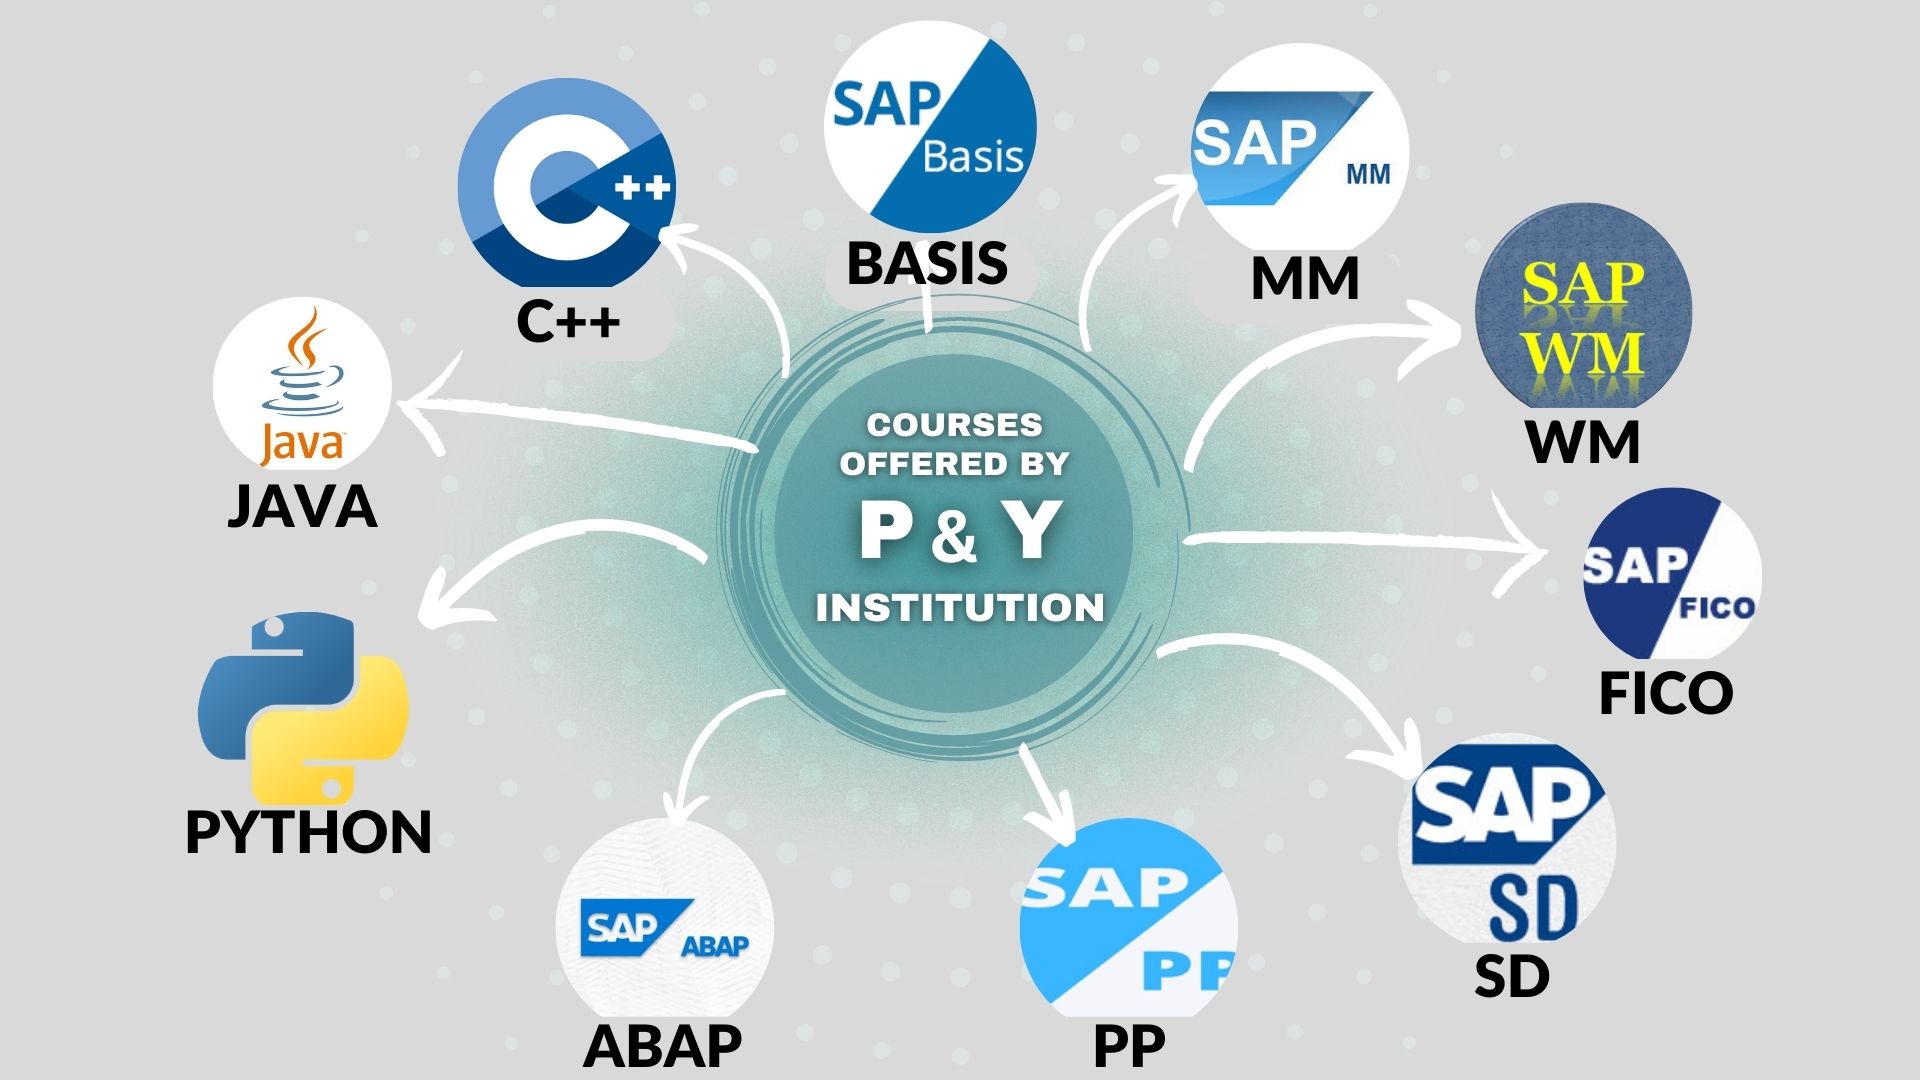 COURSES
OFFERED BY
P & Y
INSTITUTION
SAP
Basis
BASIS
SAP
MM
MM
SAP
WM
WM
SAP
FICO
FICO
SAP
SD
SD
SAP
PP
PP
SAP ABAP
ABAP
PYTHON
Java
JAVA
C++
C++